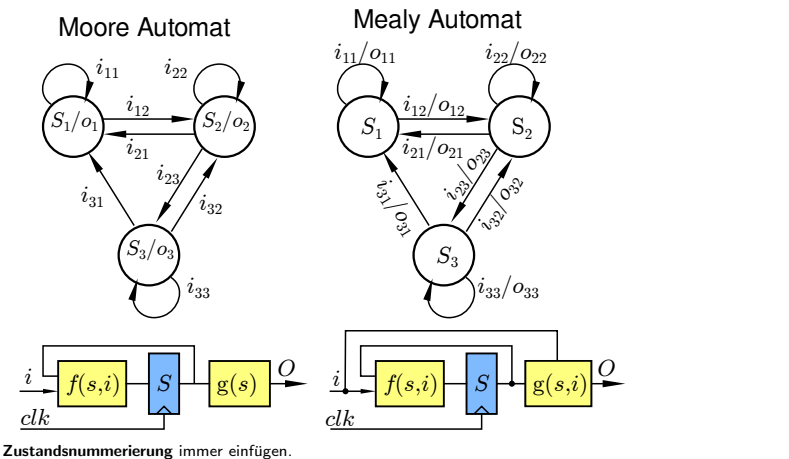 Moore Automat
Mealy Automat
i₁₁
i₂₂
S₁/o₁
i₁₂
S₂/o₂
i₂₁
i₂₃
i₃₁
i₃₂
S₃/o₃
i₃₃
i₁₁/o₁₁
i₂₂/o₂₂
S₁
i₁₂/o₁₂
S₂
i₂₁/o₂₁
i₂₃/o₂₃
i₃₁/o₃₁
i₃₂/o₃₂
S₃
i₃₃/o₃₃
i
f(s,i)
S
g(s)
O
clk
i
f(s,i)
S
g(s,i)
O
clk
Zustandsnummerierung immer einfügen.